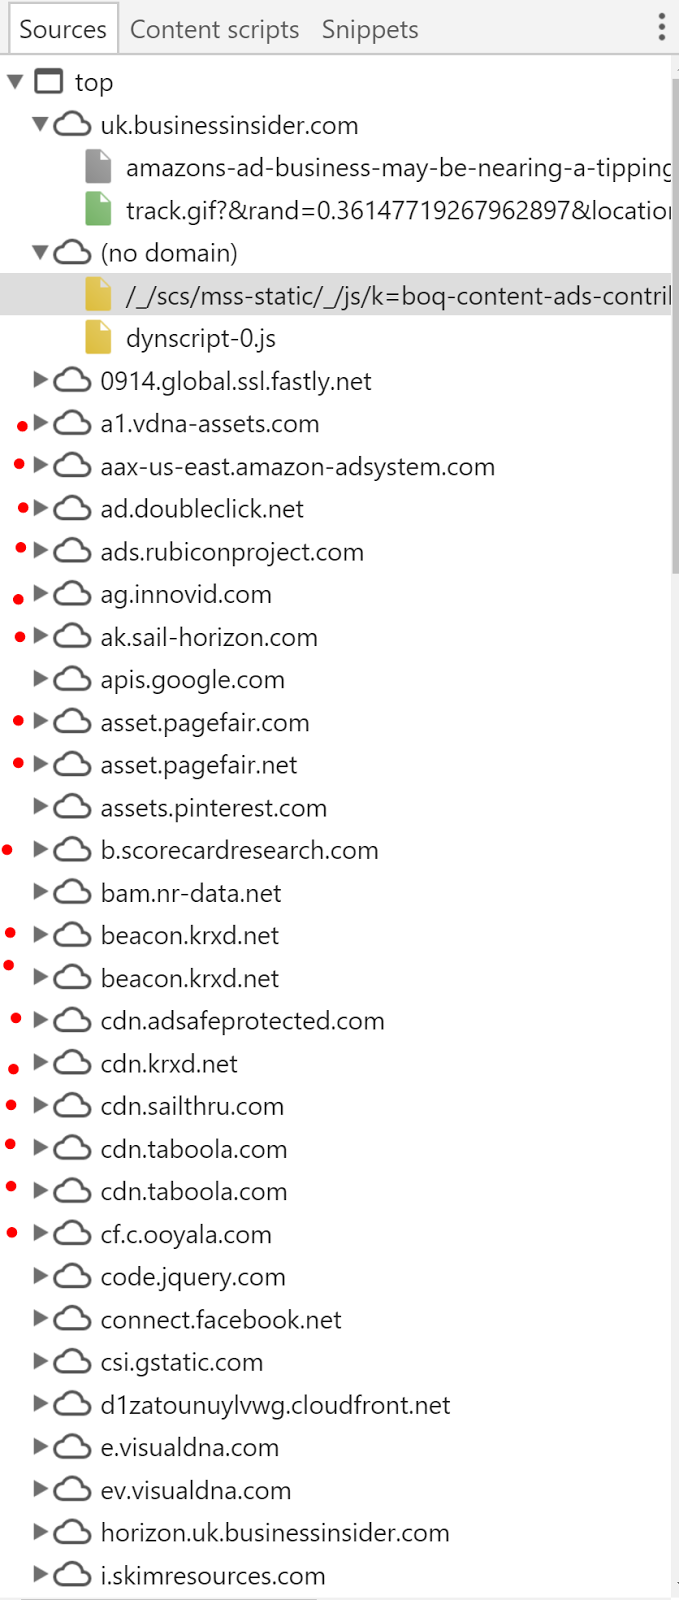 Sources Content scripts Snippets
top
uk.businessinsider.com
amazons-ad-business-may-be-nearing-a-tipping
track.gif?&rand=0.36147719267962897&location
(no domain)
/_/scs/mss-static/_/js/k=boq-content-ads-contril
dynscript-0.js
0914.global.ssl.fastly.net
a1.vdna-assets.com
aax-us-east.amazon-adsystem.com
ad.doubleclick.net
ads.rubiconproject.com
ag.innovid.com
ak.sail-horizon.com
apis.google.com
asset.pagefair.com
asset.pagefair.net
assets.pinterest.com
b.scorecardresearch.com
bam.nr-data.net
beacon.krxd.net
beacon.krxd.net
cdn.adsafeprotected.com
cdn.krxd.net
cdn.sailthru.com
cdn.taboola.com
cdn.taboola.com
cf.c.ooyala.com
code.jquery.com
connect.facebook.net
csi.gstatic.com
d1zatounuylvwg.cloudfront.net
e.visualdna.com
ev.visualdna.com
horizon.uk.businessinsider.com
i.skimresources.com